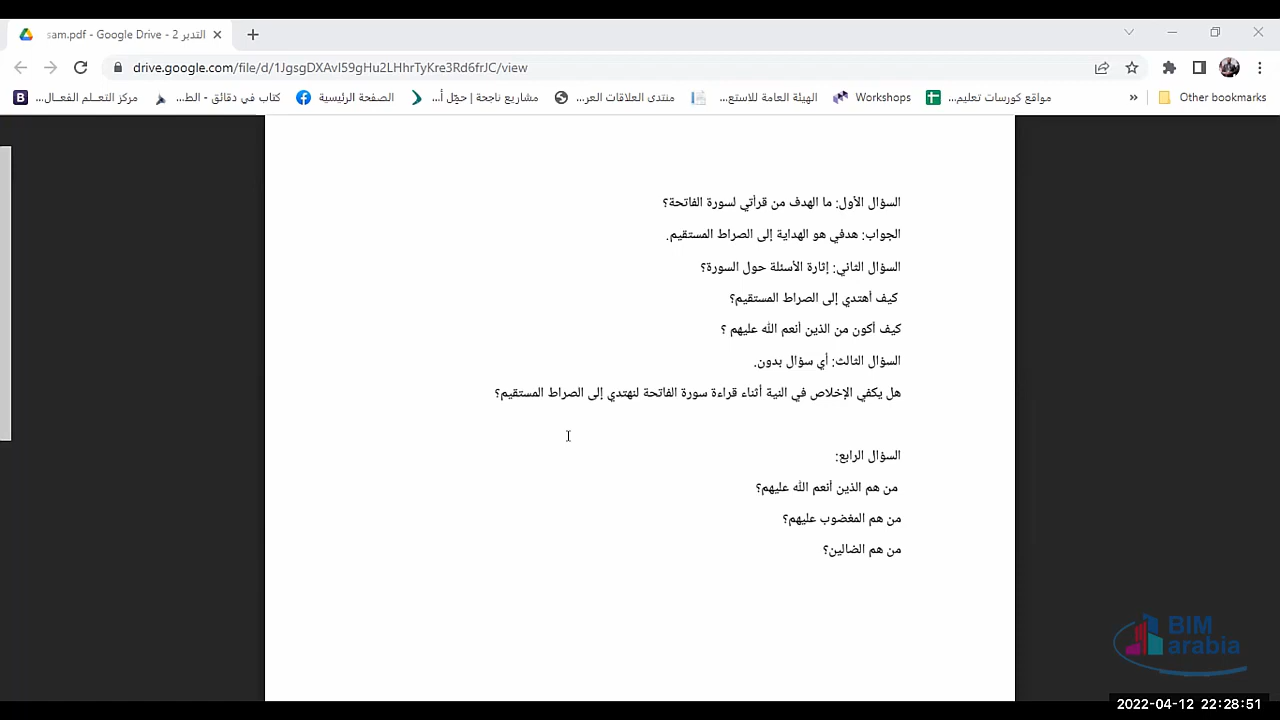 sam.pdf - Google Drive - 2 التدبر
drive.google.com/file/d/1JgsgDXAvI59gHu2LHhrTyKre3Rd6frJC/view
مركز التعـــلم الفعــال...
كتاب في دقائق - الط...
الصفحة الرئيسية
مشاريع ناجحة | حمّل أ...
منتدى العلاقات العر...
الهيئة العامة للاستع...
Workshops
مواقع كورسات تعليم...
»
Other bookmarks
السؤال الأول: ما الهدف من قرأتي لسورة الفاتحة؟
الجواب: هدفي هو الهداية إلى الصراط المستقيم.
السؤال الثاني: إثارة الأسئلة حول السورة؟
كيف أهتدي إلى الصراط المستقيم؟
كيف أكون من الذين أنعم الله عليهم ؟
السؤال الثالث: أي سؤال بدون.
هل يكفي الإخلاص في النية أثناء قراءة سورة الفاتحة لنهتدي إلى الصراط المستقيم؟
السؤال الرابع:
من هم الذين أنعم الله عليهم؟
من هم المغضوب عليهم؟
من هم الضالين؟
BIM
arabia
2022-04-12 22:28:51